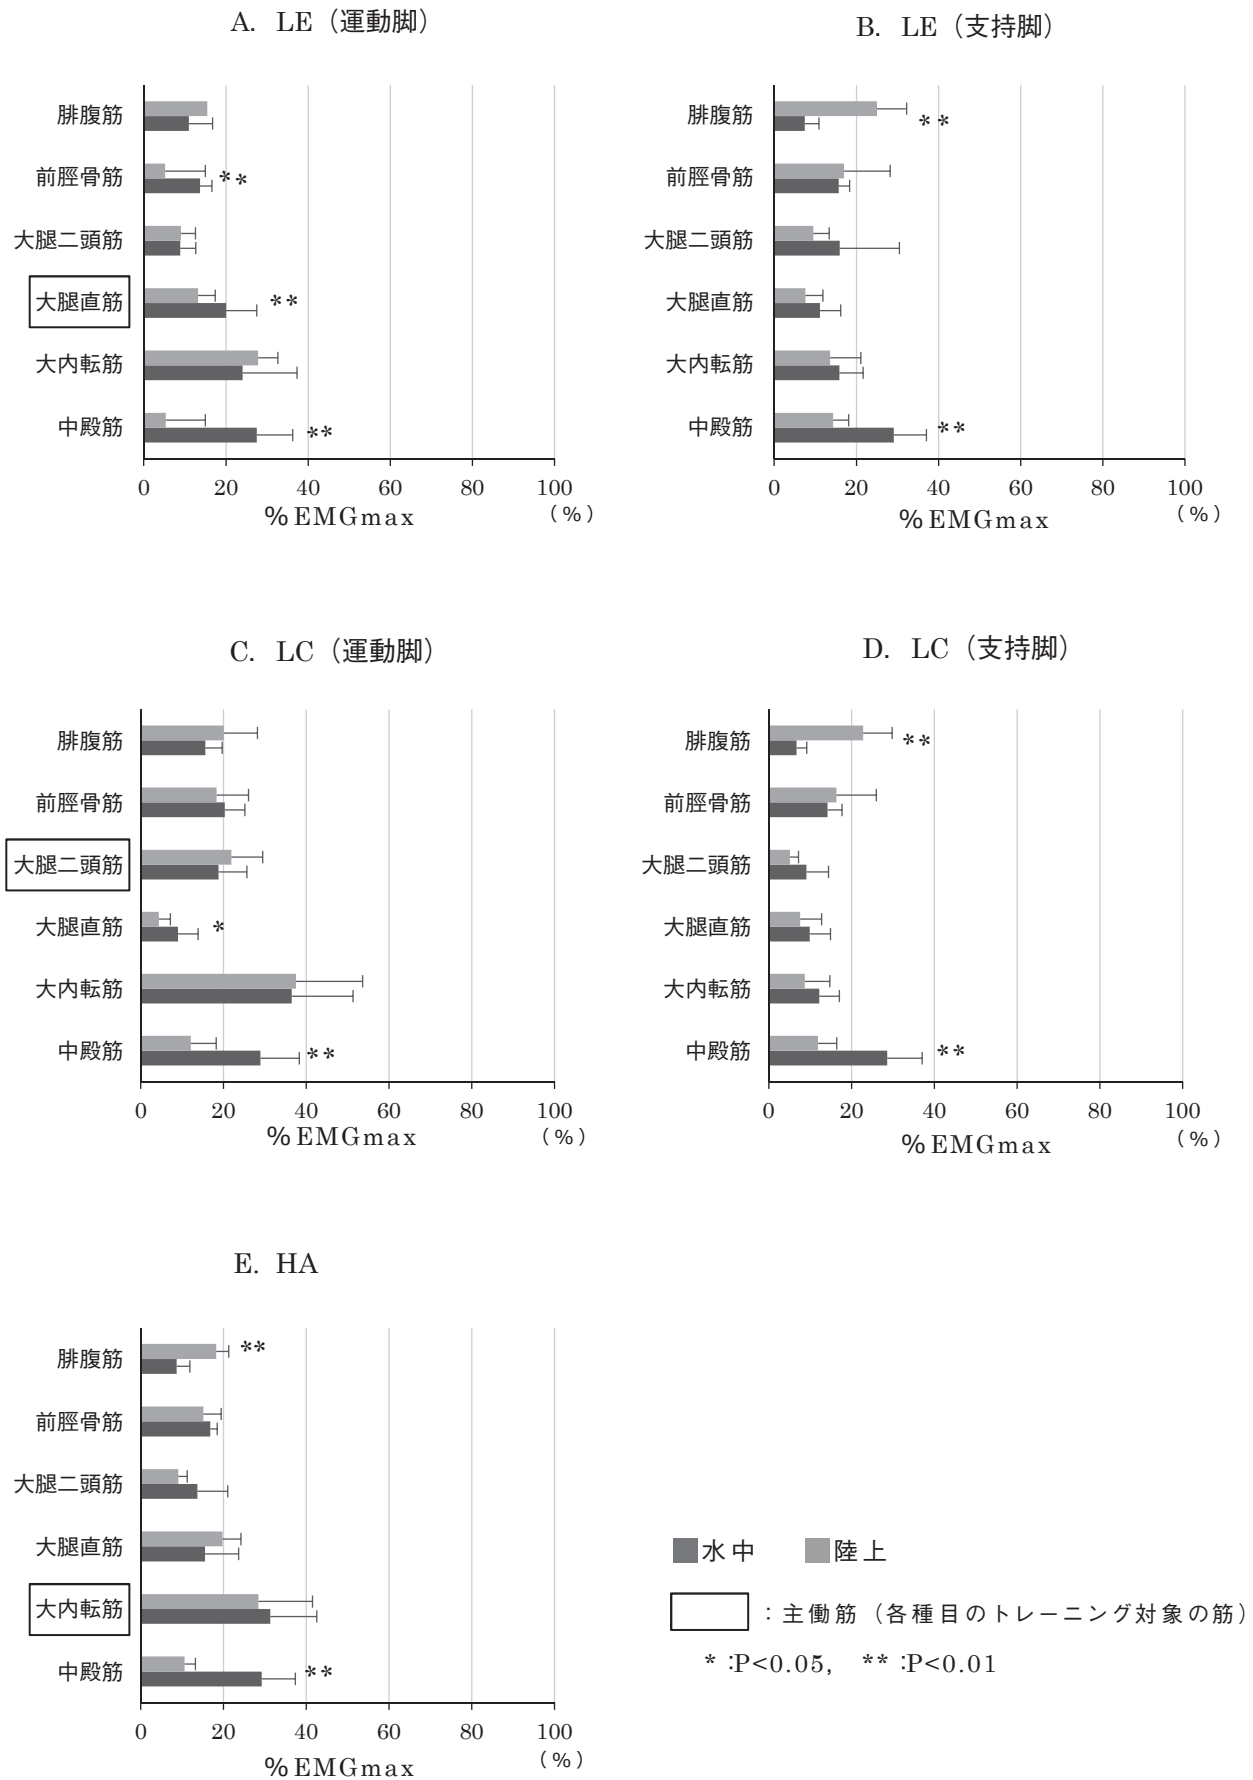 A. LE（運動脚）
腓腹筋
**
前脛骨筋
大腿二頭筋
大腿直筋
**
大内転筋
中殿筋
**
0 20 40 60 80 100
%EMGmax
(%)
B. LE（支持脚）
腓腹筋
**
前脛骨筋
大腿二頭筋
大腿直筋
大内転筋
中殿筋
**
0 20 40 60 80 100
%EMGmax
(%)
C. LC（運動脚）
腓腹筋
前脛骨筋
大腿二頭筋
大腿直筋
*
大内転筋
中殿筋
**
0 20 40 60 80 100
%EMGmax
(%)
D. LC（支持脚）
腓腹筋
**
前脛骨筋
大腿二頭筋
大腿直筋
大内転筋
中殿筋
**
0 20 40 60 80 100
%EMGmax
(%)
E. HA
腓腹筋
**
前脛骨筋
大腿二頭筋
大腿直筋
大内転筋
中殿筋
**
0 20 40 60 80 100
%EMGmax
(%)
水中 陸上
：主働筋（各種目のトレーニング対象の筋）
* :P<0.05, ** :P<0.01